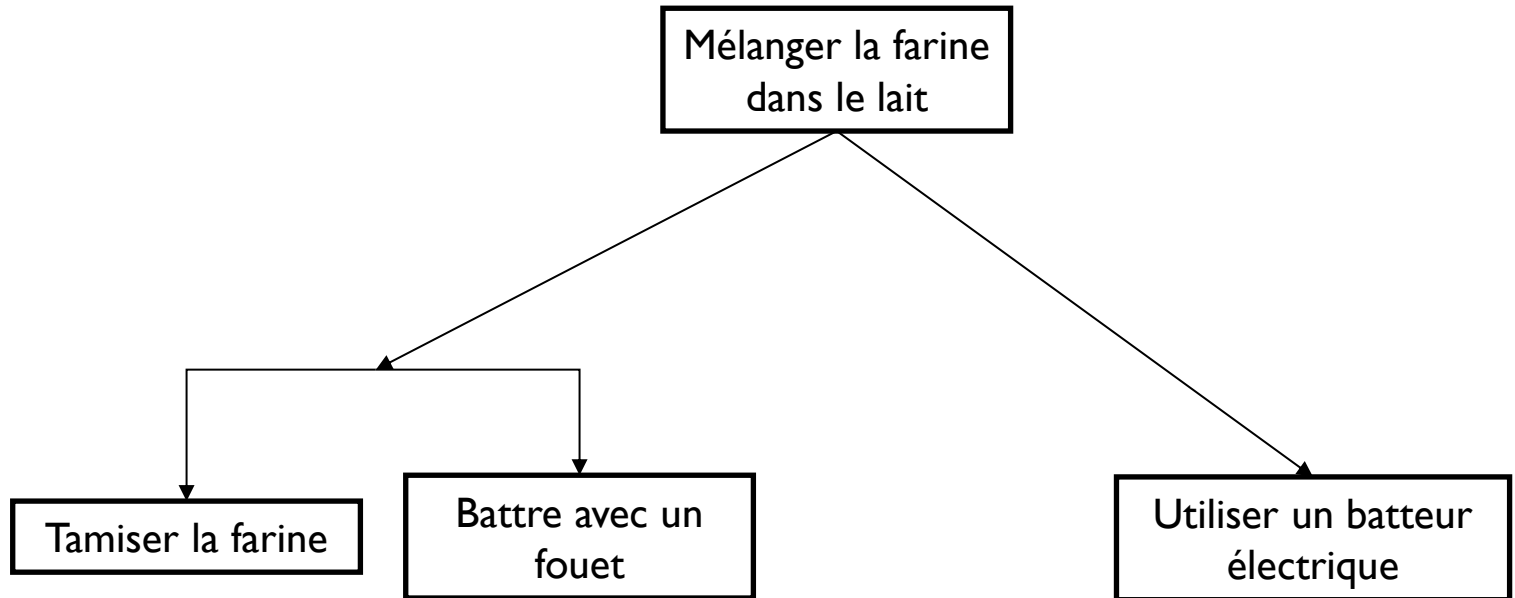 Mélanger la farine
dans le lait
Tamiser la farine
Battre avec un
fouet
Utiliser un batteur
électrique